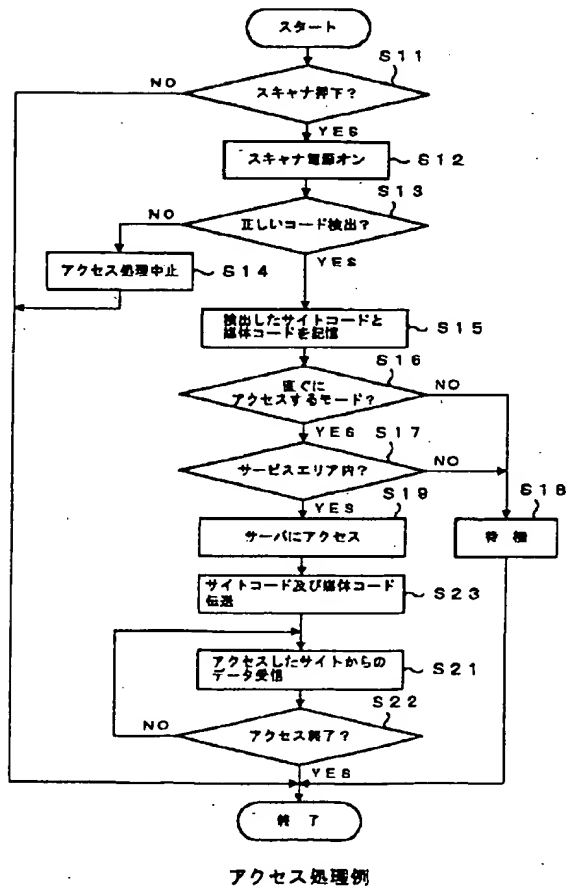 スタート
S11
スキャナ押下?
NO
YES
スキャナ電源オン
S12
S13
正しいコード検出?
NO
YES
アクセス処理中止
S14
検出したサイトコードと
媒体コードを記信
S15
S16
直ぐに
アクセスするモード?
NO
YES
S17
サービスエリア内?
NO
YES
S19
S18
サーバにアクセス
待機
サイトコード及び媒体コード
伝送
S23
アクセスしたサイトからの
データ受信
S21
S22
アクセス終了?
NO
YES
終了
アクセス処理例